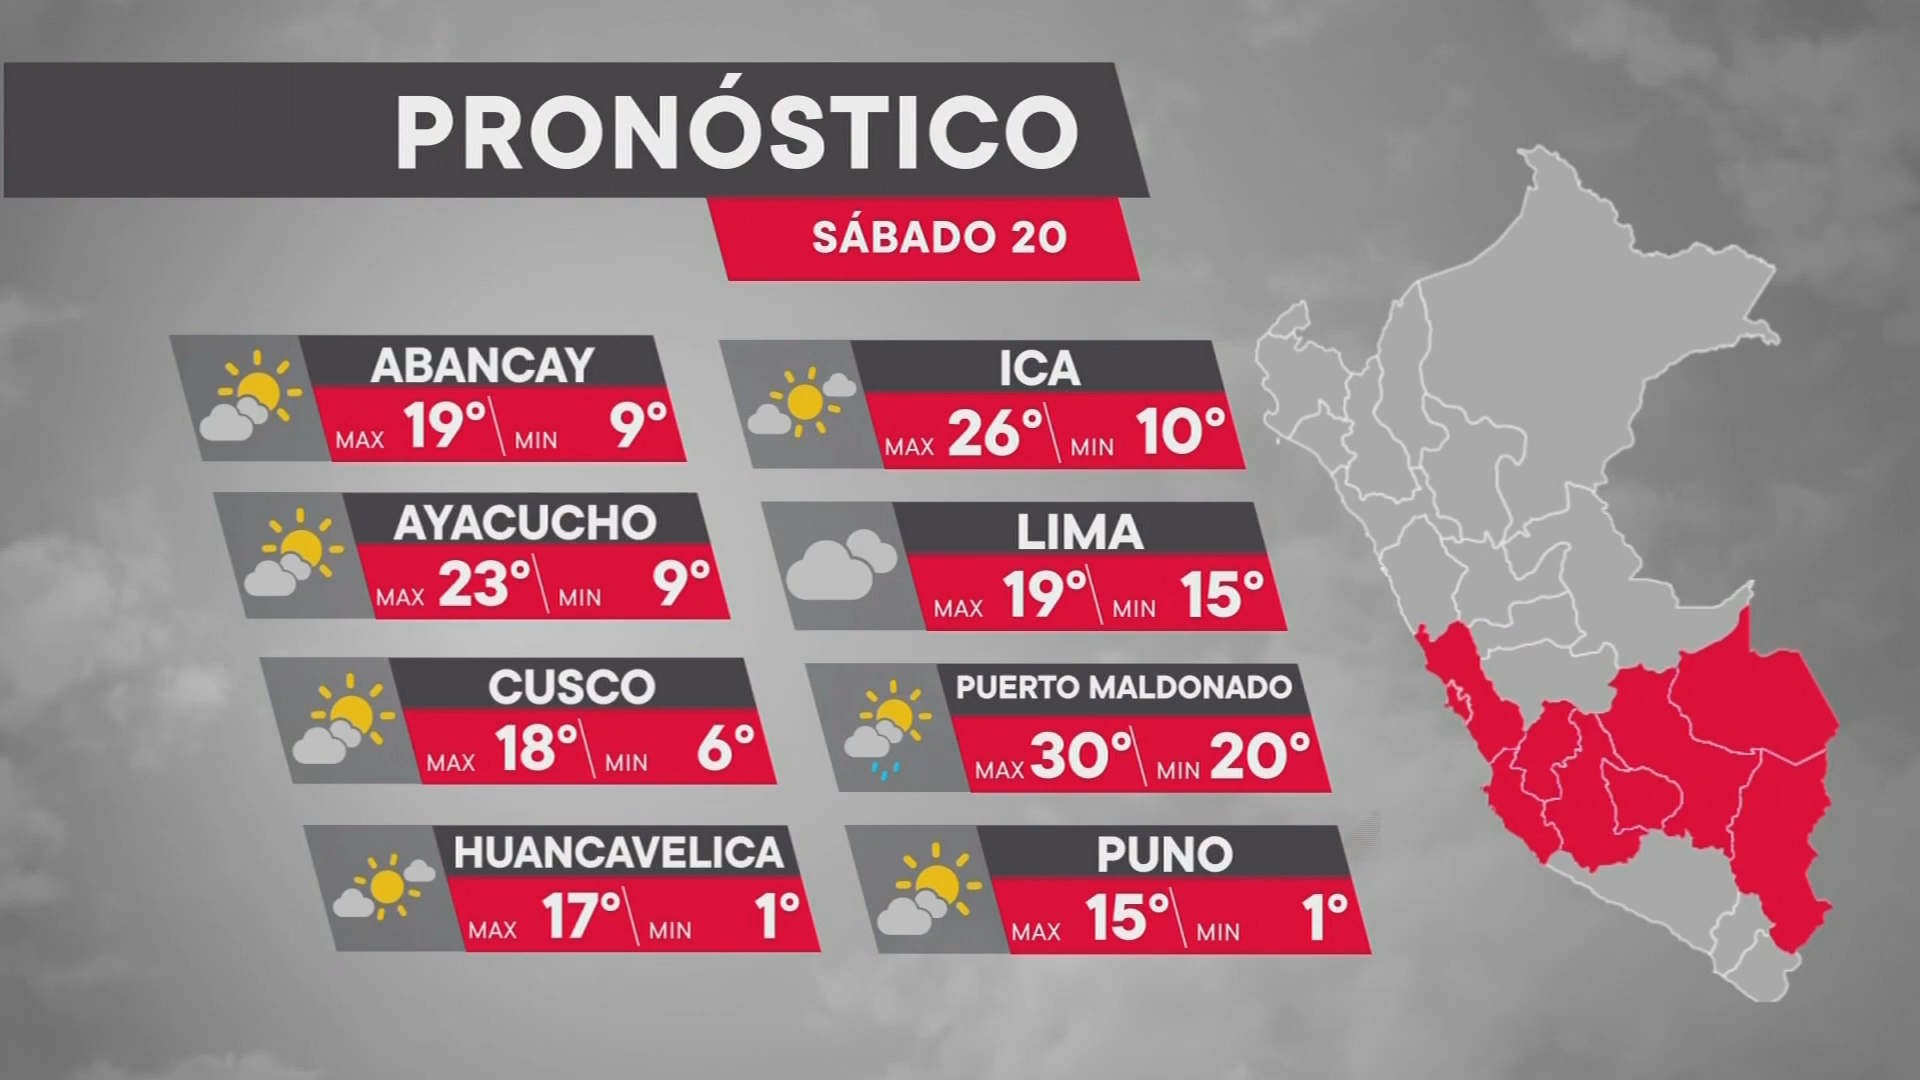 PRONÓSTICO
SÁBADO 20
ABANCAY
MAX 19° MIN 9°
AYACUCHO
MAX 23° MIN 9°
CUSCO
MAX 18° MIN 6°
HUANCAVELICA
MAX 17° MIN 1°
ICA
MAX 26° MIN 10°
LIMA
MAX 19° MIN 15°
PUERTO MALDONADO
MAX 30° MIN 20°
PUNO
MAX 15° MIN 1°